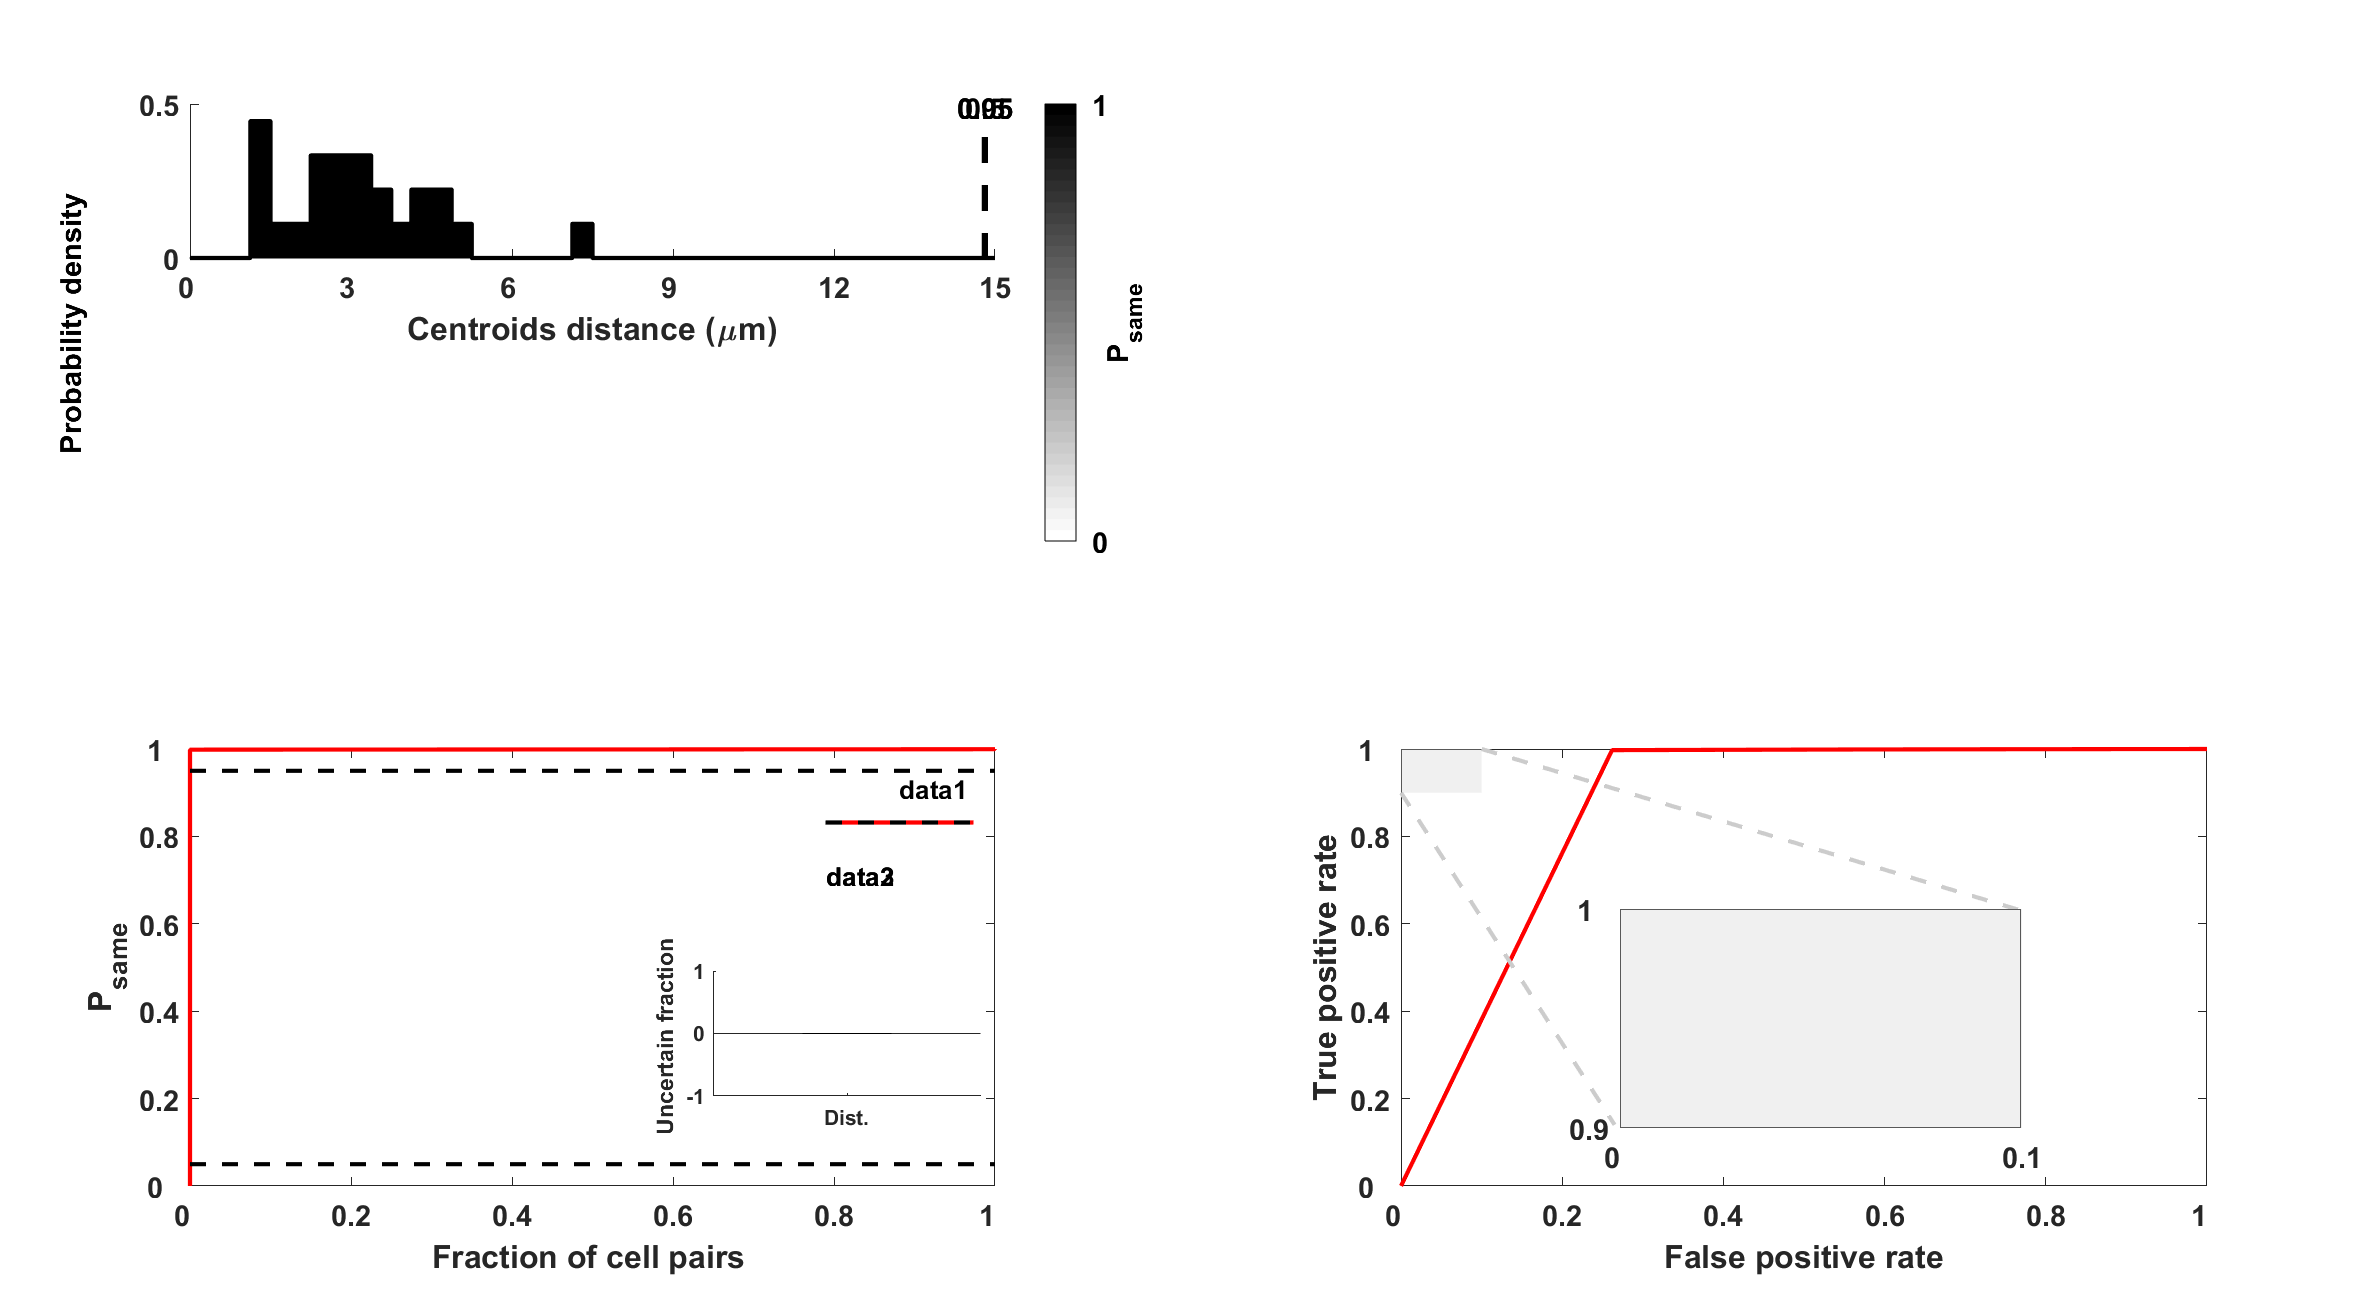 Probability density
0.5
0
0 3 6 9 12 15
Centroids distance (μm)
1
0
P same
P same
1
0.8
0.6
0.4
0.2
0
0 0.2 0.4 0.6 0.8 1
Fraction of cell pairs
data1
Uncertain fraction
1
0
-1
Dist.
True positive rate
1
0.8
0.6
0.4
0.2
0
0 0.2 0.4 0.6 0.8 1
False positive rate
1
0.9
0 0.1